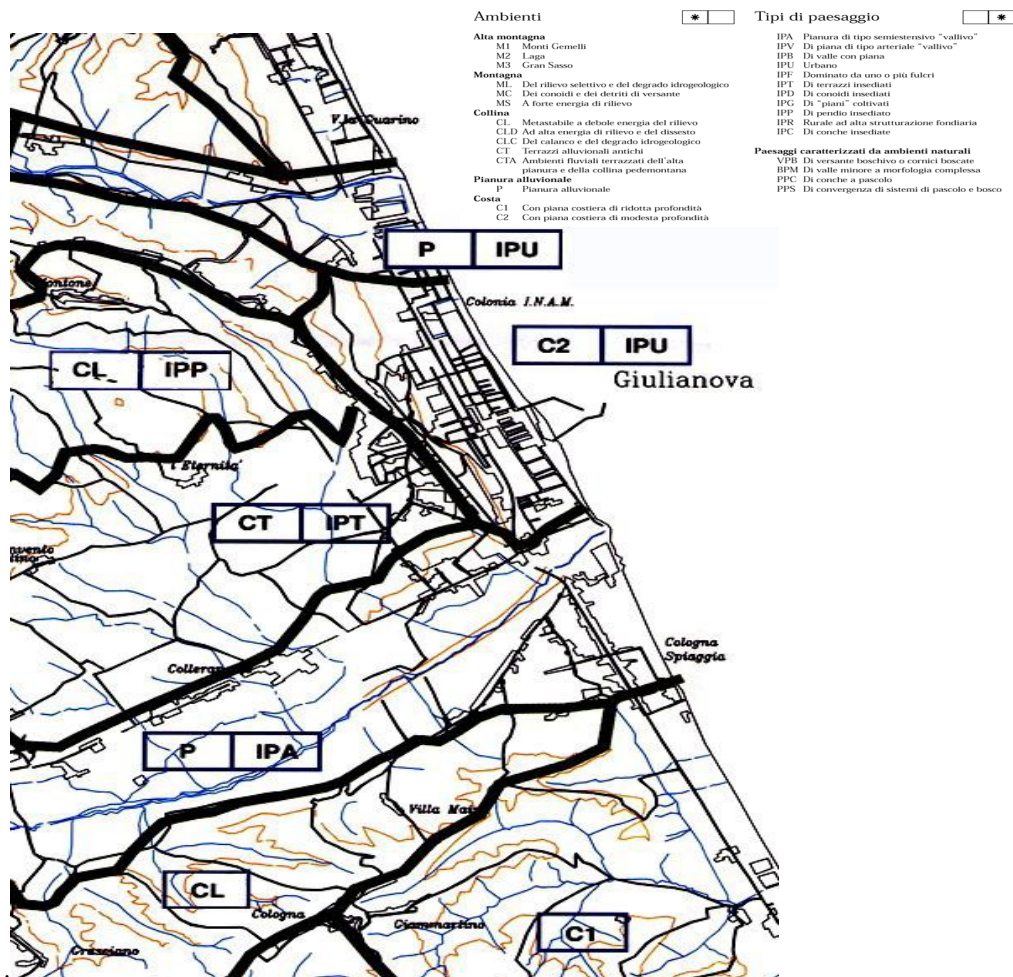 Ambienti
*
Alta montagna
M1 Monti Gemelli
M2 Laga
M3 Gran Sasso
Montagna
ML Del rilievo selettivo e del degrado idrogeologico
MC Dei conoidi e dei detriti di versante
MS A forte energia di rilievo
Collina
CL Metastabile a debole energia del rilievo
CLD Ad alta energia di rilievo e del dissesto
CLC Del calanco e del degrado idrogeologico
CT Terrazzi alluvionali antichi
CTA Ambienti fluviali terrazzati dell'alta
pianura e della collina pedemontana
Pianura alluvionale
P Pianura alluvionale
Costa
C1 Con piana costiera di ridotta profondità
C2 Con piana costiera di modesta profondità
Tipi di paesaggio
*
IPA Pianura di tipo semiestensivo "vallivo"
IPV Di piana di tipo arteriale "vallivo"
IPB Di valle con piana
IPU Urbano
IPF Dominato da uno o più fulcri
IPT Di terrazzi insediati
IPD Di conoidi insediati
IPG Di "piani" coltivati
IPP Di pendio insediato
IPR Rurale ad alta strutturazione fondiaria
IPC Di conche insediate
Paesaggi caratterizzati da ambienti naturali
VPB Di versante boschivo o cornici boscate
BPM Di valle minore a morfologia complessa
PPC Di conche a pascolo
PPS Di convergenza di sistemi di pascolo e bosco
V.la Guarino
P IPU
Colonia I.N.A.M.
C2 IPU
CL IPP
Giulianova
l'Eternita'
CT IPT
Cologna
Spiaggia
P IPA
CL
Cologna
Giammartino
C1
Grasciano